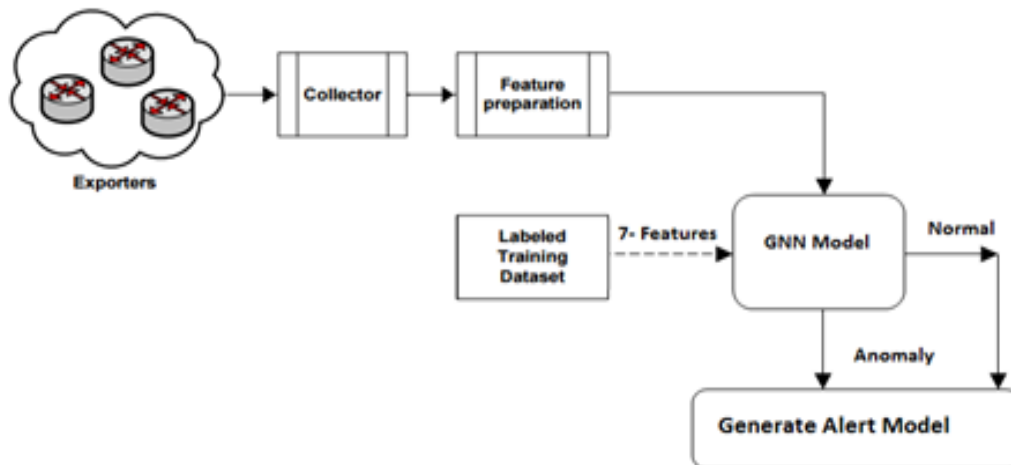 Exporters
Collector
Feature
preparation
Labeled
Training
Dataset
7- Features
GNN Model
Normal
Anomaly
Generate Alert Model